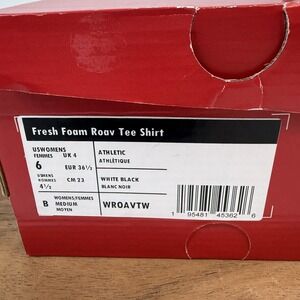 Fresh Foam Roav Tee Shirt
USWOMENS FEMMES UK 4 ATHLETIC
6 EUR 36½ ATHLÉTIQUE
USMENS HOMMES CM 23 WHITE BLACK
4½ BLANC NOIR
B WOMENS/FEMMES MEDIUM MOYEN WROAVTW
1 95481 45362 6